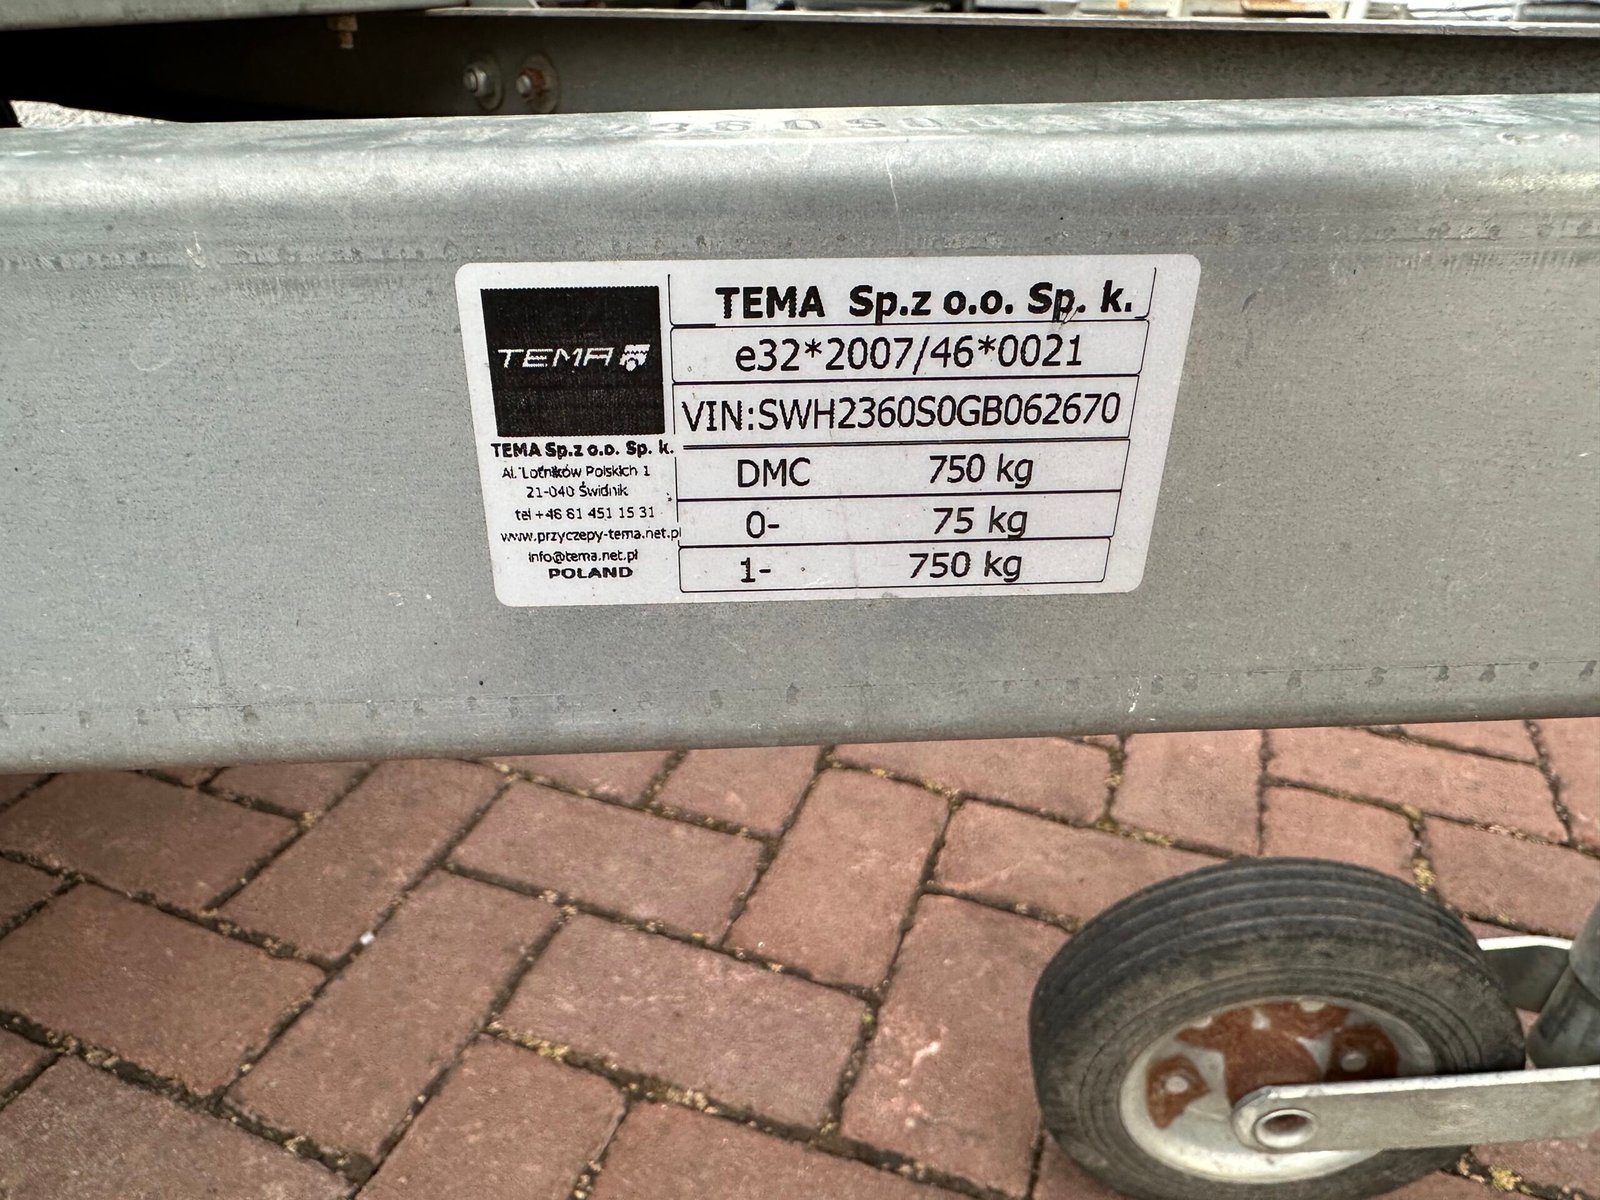 TEMA
TEMA Sp.z o.o. Sp. k.
Al. Lotników Polskich 1
21-040 Świdnik
tel +48 81 451 15 31
www.przyczepy-tema.net.pl
info@tema.net.pl
POLAND
TEMA Sp.z o.o. Sp. k.
e32*2007/46*0021
VIN:SWH2360S0GB062670
DMC 750 kg
0- 75 kg
1- 750 kg